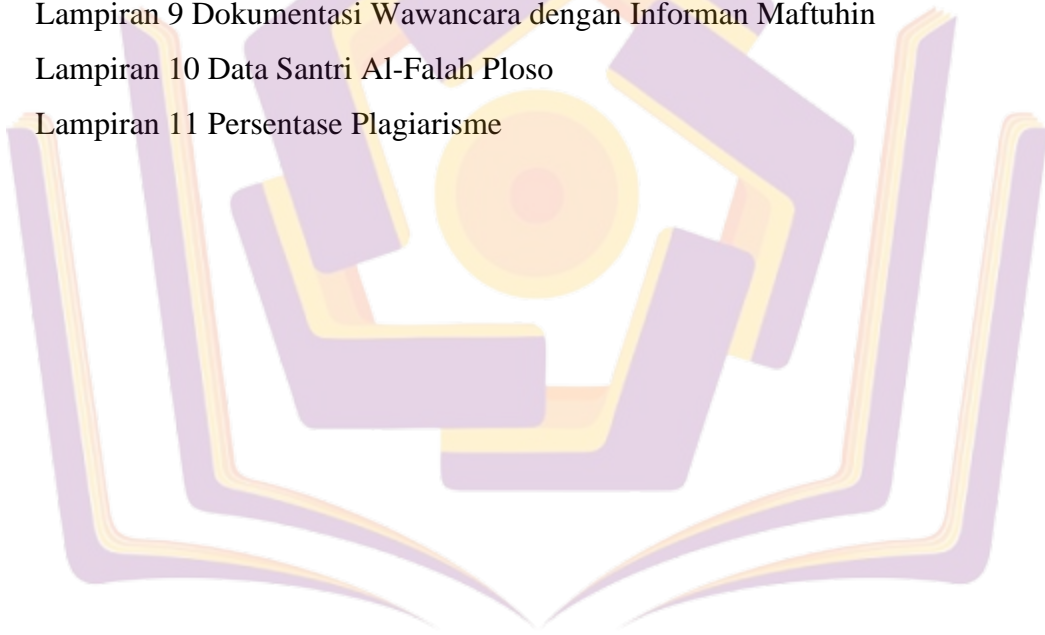 Lampiran 9 Dokumentasi Wawancara dengan Informan Maftuhin
Lampiran 10 Data Santri Al-Falah Ploso
Lampiran 11 Persentase Plagiarisme